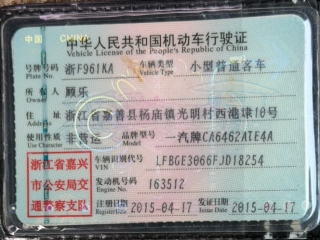 中国 CHINA
中华人民共和国机动车行驶证
Vehicle License of the People's Republic of China
号牌号码 浙F961KA 车辆类型 小型普通客车
Plate No. Vehicle Type
所有人 顾乐
Owner
住址 浙江省嘉善县杨庙镇光明村西港埭10号
Address
使用性质 非营运 品牌型号 一汽牌CA6462ATE4A
Use Character Model
浙江省嘉兴市公安局交通警察支队
车辆识别代号 LFBGE3066FJD18254
VIN
发动机号码 163512
Engine No.
注册日期 2015-04-17 发证日期 2015-04-17
Register Date Issue Date